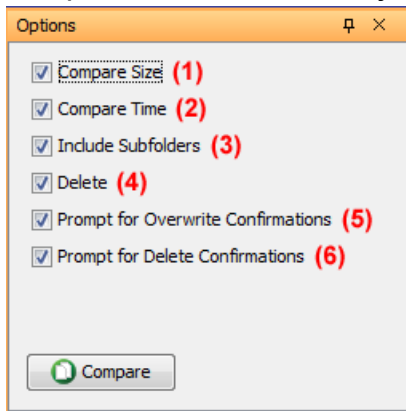 Options
Compare Size (1)
Compare Time (2)
Include Subfolders (3)
Delete (4)
Prompt for Overwrite Confirmations (5)
Prompt for Delete Confirmations (6)
Compare